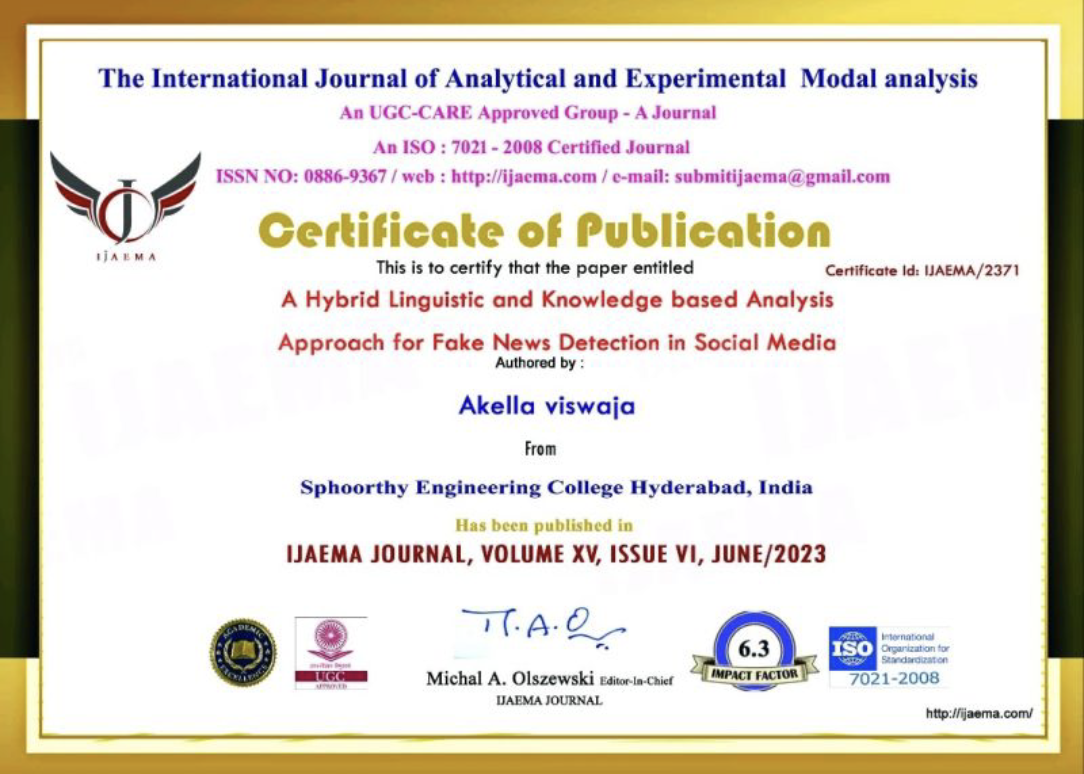 The International Journal of Analytical and Experimental Modal analysis
An UGC-CARE Approved Group - A Journal
An ISO : 7021 - 2008 Certified Journal
ISSN NO: 0886-9367 / web : http://ijaema.com / e-mail: submitijaema@gmail.com
IJAEMA
Certificate of Publication
This is to certify that the paper entitled
Certificate Id: IJAEMA/2371
A Hybrid Linguistic and Knowledge based Analysis
Approach for Fake News Detection in Social Media
Authored by :
Akella viswaja
From
Sphoorthy Engineering College Hyderabad, India
Has been published in
IJAEMA JOURNAL, VOLUME XV, ISSUE VI, JUNE/2023
ACADEMIC
EXCELLENCE
UGC
APPROVED
M.A.O
Michal A. Olszewski Editor-In-Chief
IJAEMA JOURNAL
6.3
IMPACT FACTOR
ISO
International
Organization for
Standardization
7021-2008
http://ijaema.com/